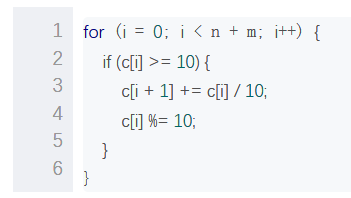 1 for (i = 0; i < n + m; i++) {
2 if (c[i] >= 10) {
3 c[i + 1] += c[i] / 10;
4 c[i] %= 10;
5 }
6 }